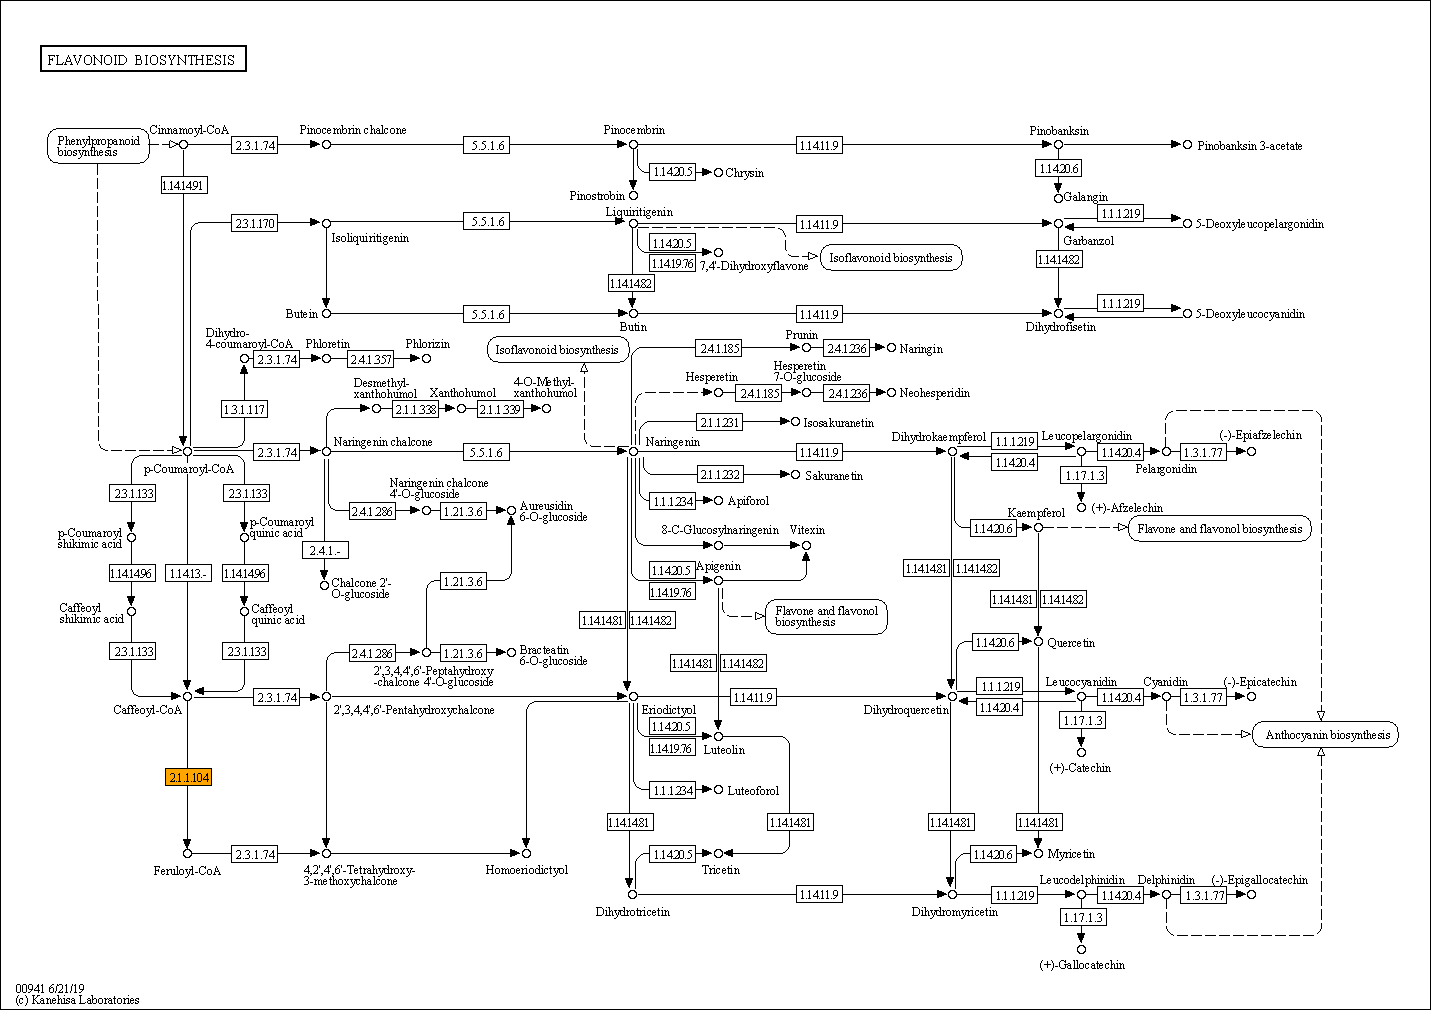 FLAVONOID BIOSYNTHESIS
Phenylpropanoid
biosynthesis
Cinnamoyl-CoA
2.3.1.74
Pinocembrin chalcone
5.5.1.6
Pinocembrin
1.14.11.9
Pinobanksin
Pinobanksin 3-acetate
1.14.20.5
Chrysin
1.14.20.6
1.14.14.91
Pinostrobin
Galangin
2.3.1.170
Isoliquiritigenin
5.5.1.6
Liquiritigenin
1.14.11.9
Garbanzol
1.1.1.219
5-Deoxyleucopelargonidin
1.14.20.5
1.14.19.76
7,4'-Dihydroxyflavone
Isoflavonoid biosynthesis
1.14.14.82
1.14.14.82
Butein
5.5.1.6
Butin
1.14.11.9
Dihydrofisetin
1.1.1.219
5-Deoxyleucocyanidin
Dihydro-
4-coumaroyl-CoA
2.3.1.74
Phloretin
2.4.1.357
Phlorizin
Isoflavonoid biosynthesis
2.4.1.185
Prunin
2.4.1.236
Naringin
Desmethyl-
xanthohumol
2.1.1.338
Xanthohumol
2.1.1.339
4-O-Methyl-
xanthohumol
Hesperetin
2.4.1.185
Hesperetin
7-O-glucoside
2.4.1.236
Neohesperidin
1.3.1.117
2.1.1.231
Isosakuranetin
p-Coumaroyl-CoA
2.3.1.74
Naringenin chalcone
5.5.1.6
Naringenin
1.14.11.9
Dihydrokaempferol
1.1.1.219
1.14.20.4
Leucopelargonidin
1.14.20.4
Pelargonidin
1.3.1.77
(-)-Epiafzelechin
2.1.1.232
Sakuranetin
1.17.1.3
(+)-Afzelechin
2.3.1.133
2.3.1.133
Naringenin chalcone
4'-O-glucoside
2.4.1.286
1.21.3.6
Aureusidin
6-O-glucoside
1.1.1.234
Apiforol
Kaempferol
1.14.20.6
Flavone and flavonol biosynthesis
p-Coumaroyl
shikimic acid
p-Coumaroyl
quinic acid
2.4.1.-
8-C-Glucosylnaringenin
Vitexin
1.14.14.96
1.14.13.-
1.14.14.96
Chalcone 2'-
O-glucoside
1.21.3.6
1.14.20.5
1.14.19.76
Apigenin
1.14.14.81
1.14.14.82
Caffeoyl
shikimic acid
Caffeoyl
quinic acid
1.14.14.81
1.14.14.82
Flavone and flavonol
biosynthesis
1.14.14.81
1.14.14.82
2.3.1.133
2.3.1.133
2.4.1.286
1.21.3.6
Bracteatin
6-O-glucoside
2',3,4,4',6'-Peptahydroxy
-chalcone 4'-O-glucoside
1.14.14.81
1.14.14.82
1.14.20.6
Quercetin
Caffeoyl-CoA
2.3.1.74
2',3,4,4',6'-Pentahydroxychalcone
Eriodictyol
1.14.11.9
Dihydroquercetin
1.1.1.219
1.14.20.4
Leucocyanidin
1.14.20.4
Cyanidin
1.3.1.77
(-)-Epicatechin
1.14.20.5
1.14.19.76
Luteolin
1.17.1.3
(+)-Catechin
Anthocyanin biosynthesis
2.1.1.104
1.1.1.234
Luteoforol
1.14.14.81
1.14.14.81
1.14.14.81
1.14.14.81
Feruloyl-CoA
2.3.1.74
4,2',4',6'-Tetrahydroxy-
3-methoxychalcone
Homoeriodictyol
1.14.20.5
Tricetin
1.14.20.6
Myricetin
Dihydrotricetin
1.14.11.9
Dihydromyricetin
1.1.1.219
Leucodelphinidin
1.14.20.4
Delphinidin
1.3.1.77
(-)-Epigallocatechin
1.17.1.3
(+)-Gallocatechin
00941 6/21/19
(c) Kanehisa Laboratories